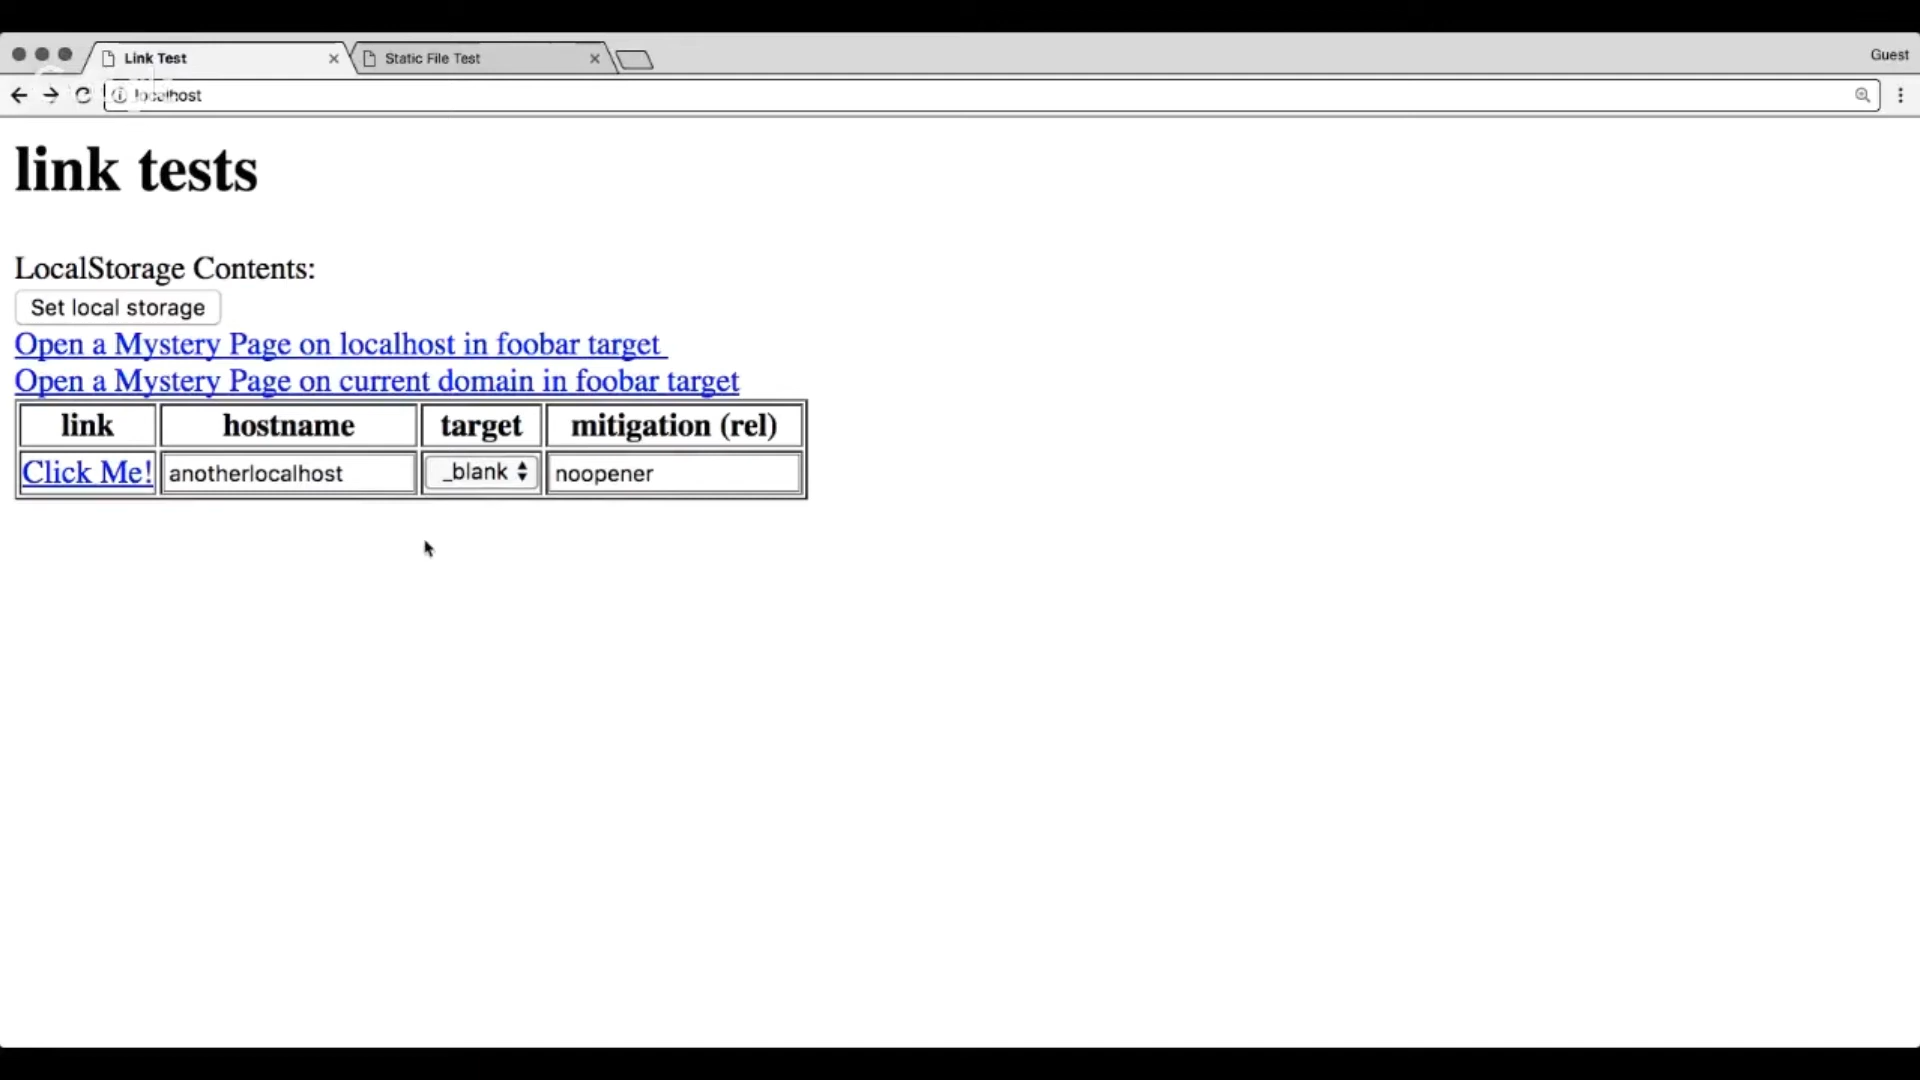 Link Test
Static File Test
Guest
localhost
link tests
LocalStorage Contents:
Set local storage
Open a Mystery Page on localhost in foobar target
Open a Mystery Page on current domain in foobar target
link hostname target mitigation (rel)
Click Me! anotherlocalhost _blank noopener